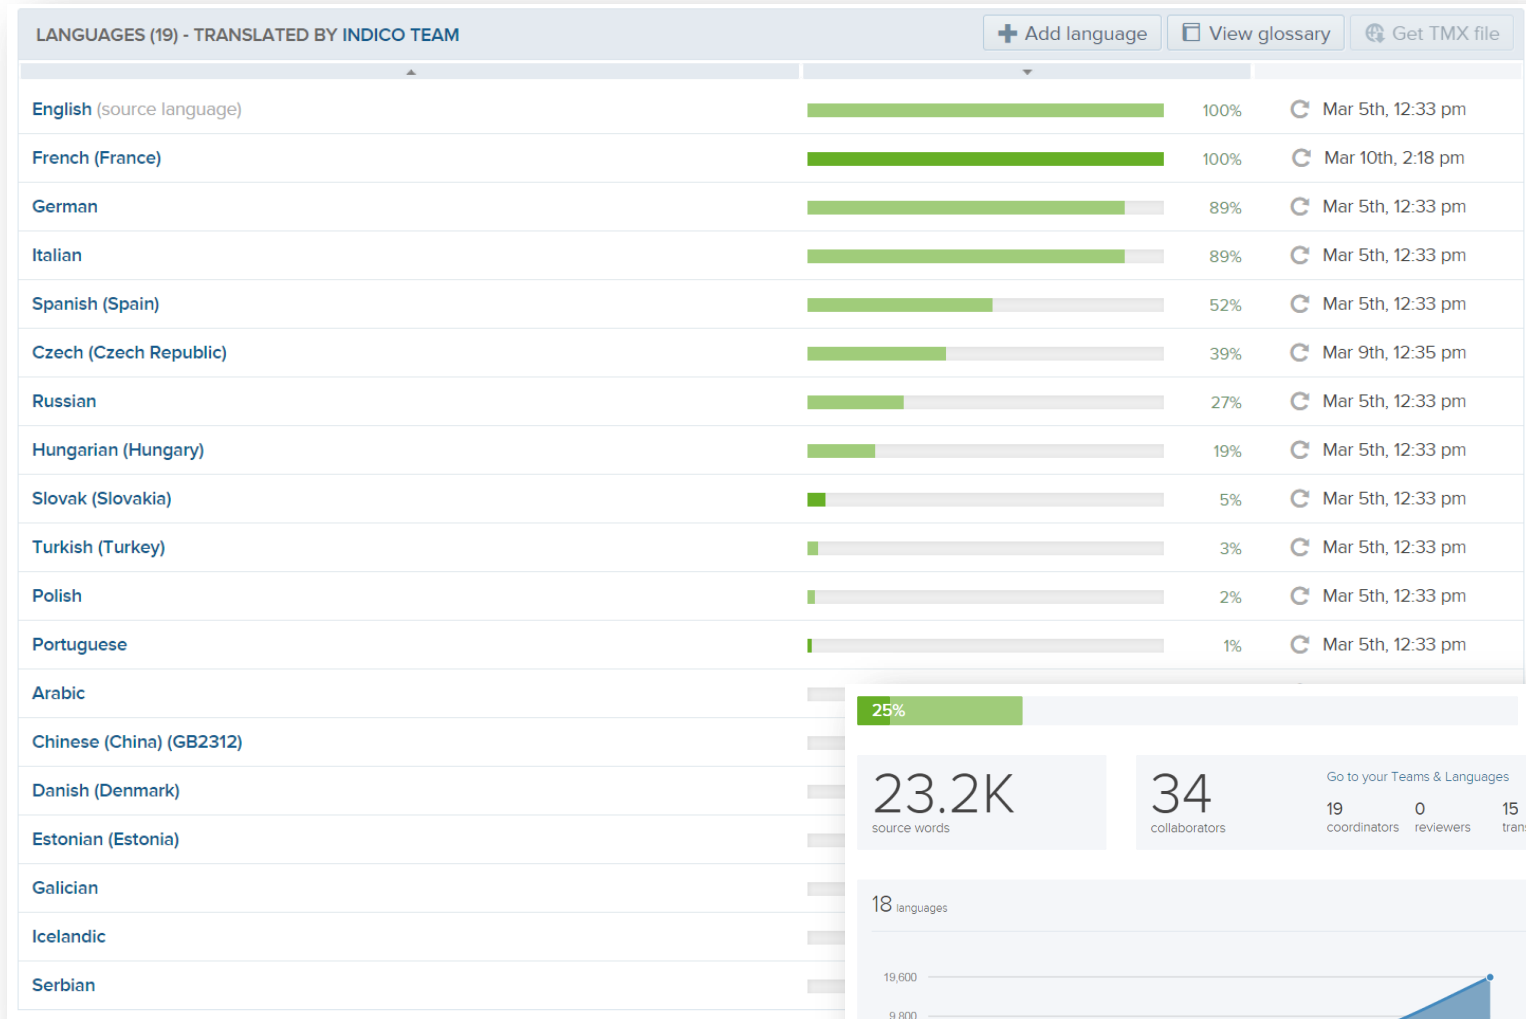 LANGUAGES (19) - TRANSLATED BY INDICO TEAM
Add language
View glossary
Get TMX file
English (source language) 100% Mar 5th, 12:33 pm
French (France) 100% Mar 10th, 2:18 pm
German 89% Mar 5th, 12:33 pm
Italian 89% Mar 5th, 12:33 pm
Spanish (Spain) 52% Mar 5th, 12:33 pm
Czech (Czech Republic) 39% Mar 9th, 12:35 pm
Russian 27% Mar 5th, 12:33 pm
Hungarian (Hungary) 19% Mar 5th, 12:33 pm
Slovak (Slovakia) 5% Mar 5th, 12:33 pm
Turkish (Turkey) 3% Mar 5th, 12:33 pm
Polish 2% Mar 5th, 12:33 pm
Portuguese 1% Mar 5th, 12:33 pm
Arabic
Chinese (China) (GB2312)
Danish (Denmark)
Estonian (Estonia)
Galician
Icelandic
Serbian
25%
23.2K
source words
34
collaborators
Go to your Teams & Languages
19 0 15
coordinators reviewers tran
18 languages
19,600
9,800